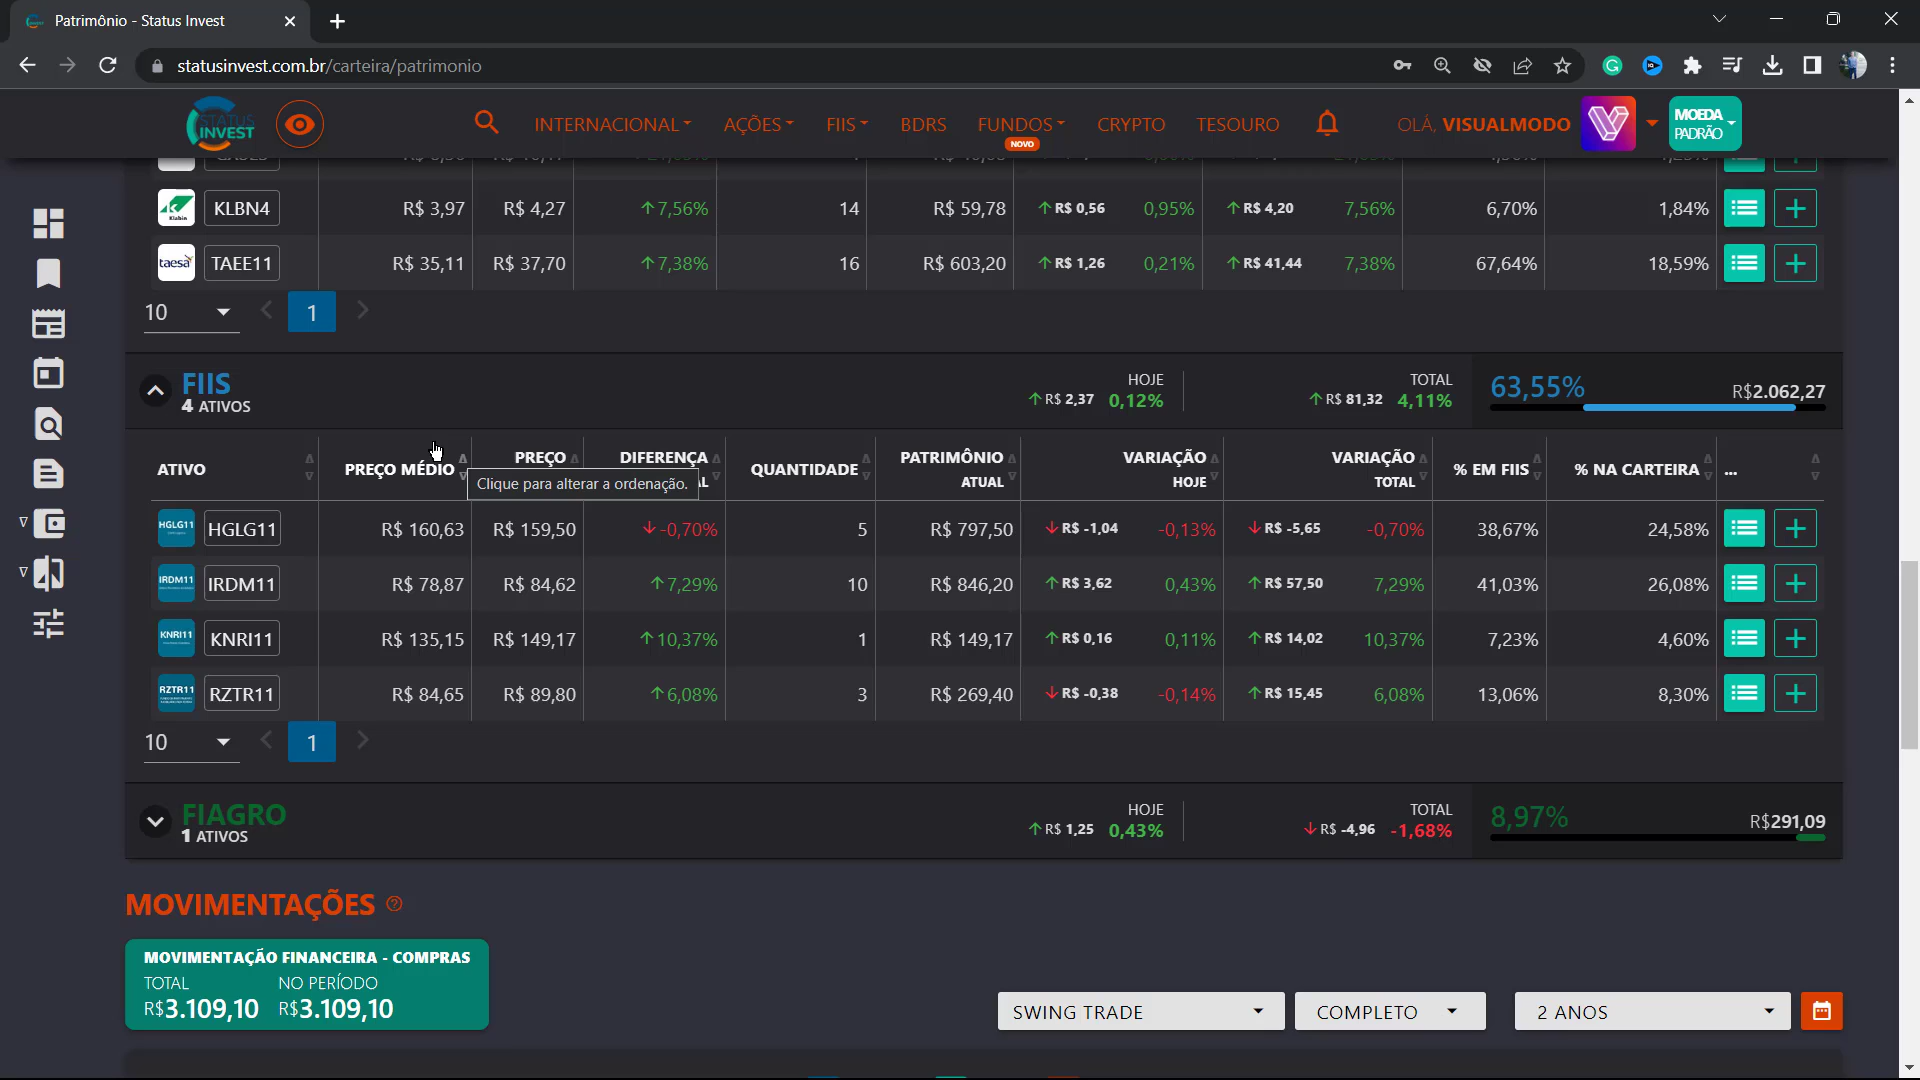 Patrimônio - Status Invest
statusinvest.com.br/carteira/patrimonio
STATUS INVEST
INTERNACIONAL AÇÕES FIIS BDRS FUNDOS CRYPTO TESOURO OLÁ, VISUALMODO MOEDA PADRÃO
NOVO
Klabin KLBN4 R$ 3,97 R$ 4,27 7,56% 14 R$ 59,78 R$ 0,56 0,95% R$ 4,20 7,56% 6,70% 1,84%
taesa TAEE11 R$ 35,11 R$ 37,70 7,38% 16 R$ 603,20 R$ 1,26 0,21% R$ 41,44 7,38% 67,64% 18,59%
10 1
FIIS HOJE TOTAL 63,55% R$2.062,27
4 ATIVOS R$ 2,37 0,12% R$ 81,32 4,11%
ATIVO PREÇO MÉDIO PREÇO DIFERENÇA QUANTIDADE PATRIMÔNIO ATUAL VARIAÇÃO HOJE VARIAÇÃO TOTAL % EM FIIS % NA CARTEIRA ...
Clique para alterar a ordenação.
HGLG11 HGLG11 R$ 160,63 R$ 159,50 -0,70% 5 R$ 797,50 R$ -1,04 -0,13% R$ -5,65 -0,70% 38,67% 24,58%
IRDM11 IRDM11 R$ 78,87 R$ 84,62 7,29% 10 R$ 846,20 R$ 3,62 0,43% R$ 57,50 7,29% 41,03% 26,08%
KNRI11 KNRI11 R$ 135,15 R$ 149,17 10,37% 1 R$ 149,17 R$ 0,16 0,11% R$ 14,02 10,37% 7,23% 4,60%
RZTR11 RZTR11 R$ 84,65 R$ 89,80 6,08% 3 R$ 269,40 R$ -0,38 -0,14% R$ 15,45 6,08% 13,06% 8,30%
10 1
FIAGRO HOJE TOTAL 8,97% R$291,09
1 ATIVOS R$ 1,25 0,43% R$ -4,96 -1,68%
MOVIMENTAÇÕES
MOVIMENTAÇÃO FINANCEIRA - COMPRAS
TOTAL NO PERÍODO
R$3.109,10 R$3.109,10
SWING TRADE COMPLETO 2 ANOS